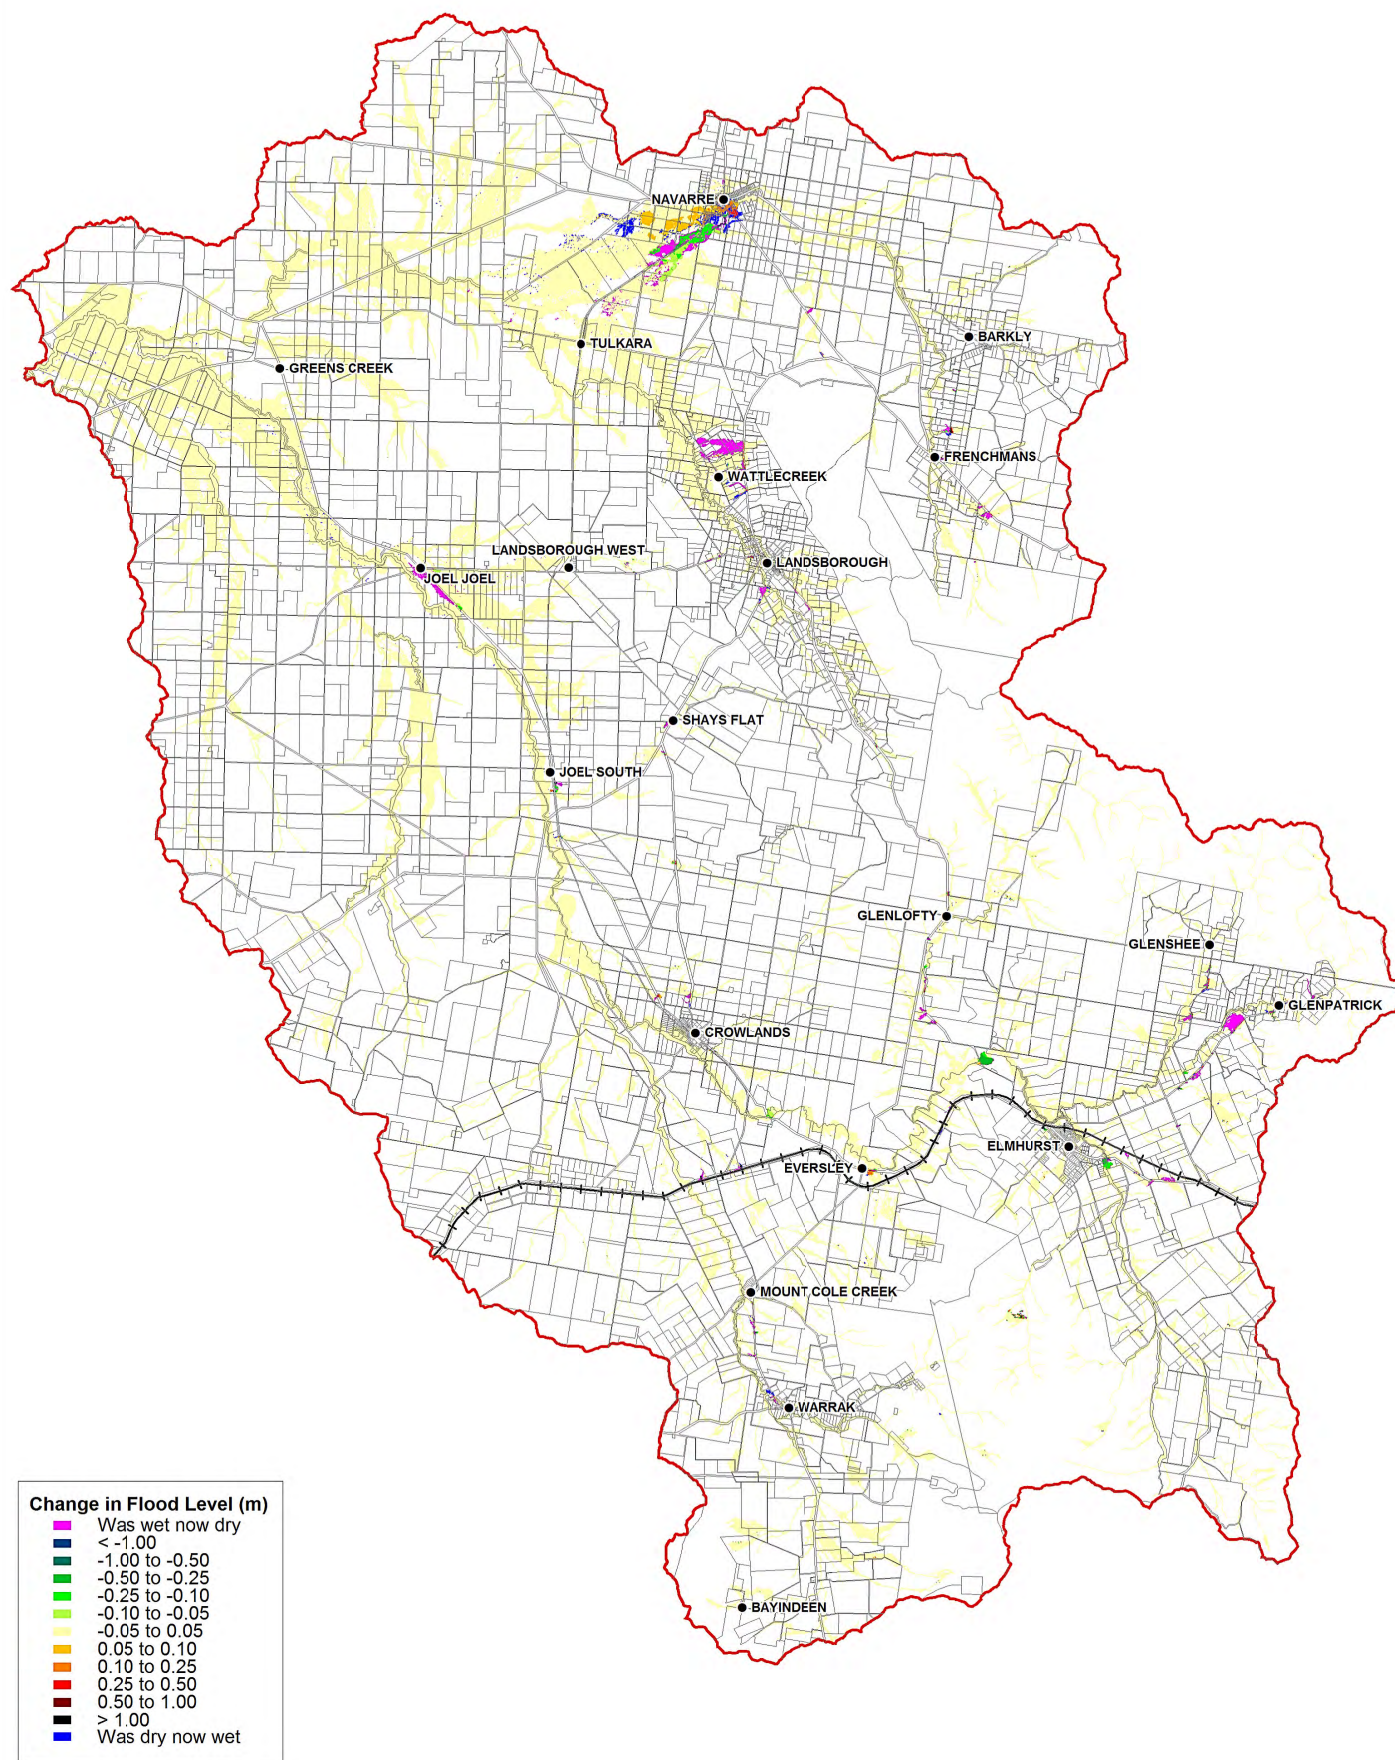 NAVARRE
BARKLY
TULKARA
GREENS CREEK
FRENCHMANS
WATTLECREEK
LANDSBOROUGH WEST
LANDSBOROUGH
JOEL JOEL
SHAYS FLAT
JOEL SOUTH
GLENLOFTY
GLENSHEE
GLENPATRICK
CROWLANDS
ELMHURST
EVERSLEY
MOUNT COLE CREEK
WARRAK
BAYINDEEN
Change in Flood Level (m)
Was wet now dry
< -1.00
-1.00 to -0.50
-0.50 to -0.25
-0.25 to -0.10
-0.10 to -0.05
-0.05 to 0.05
0.05 to 0.10
0.10 to 0.25
0.25 to 0.50
0.50 to 1.00
> 1.00
Was dry now wet